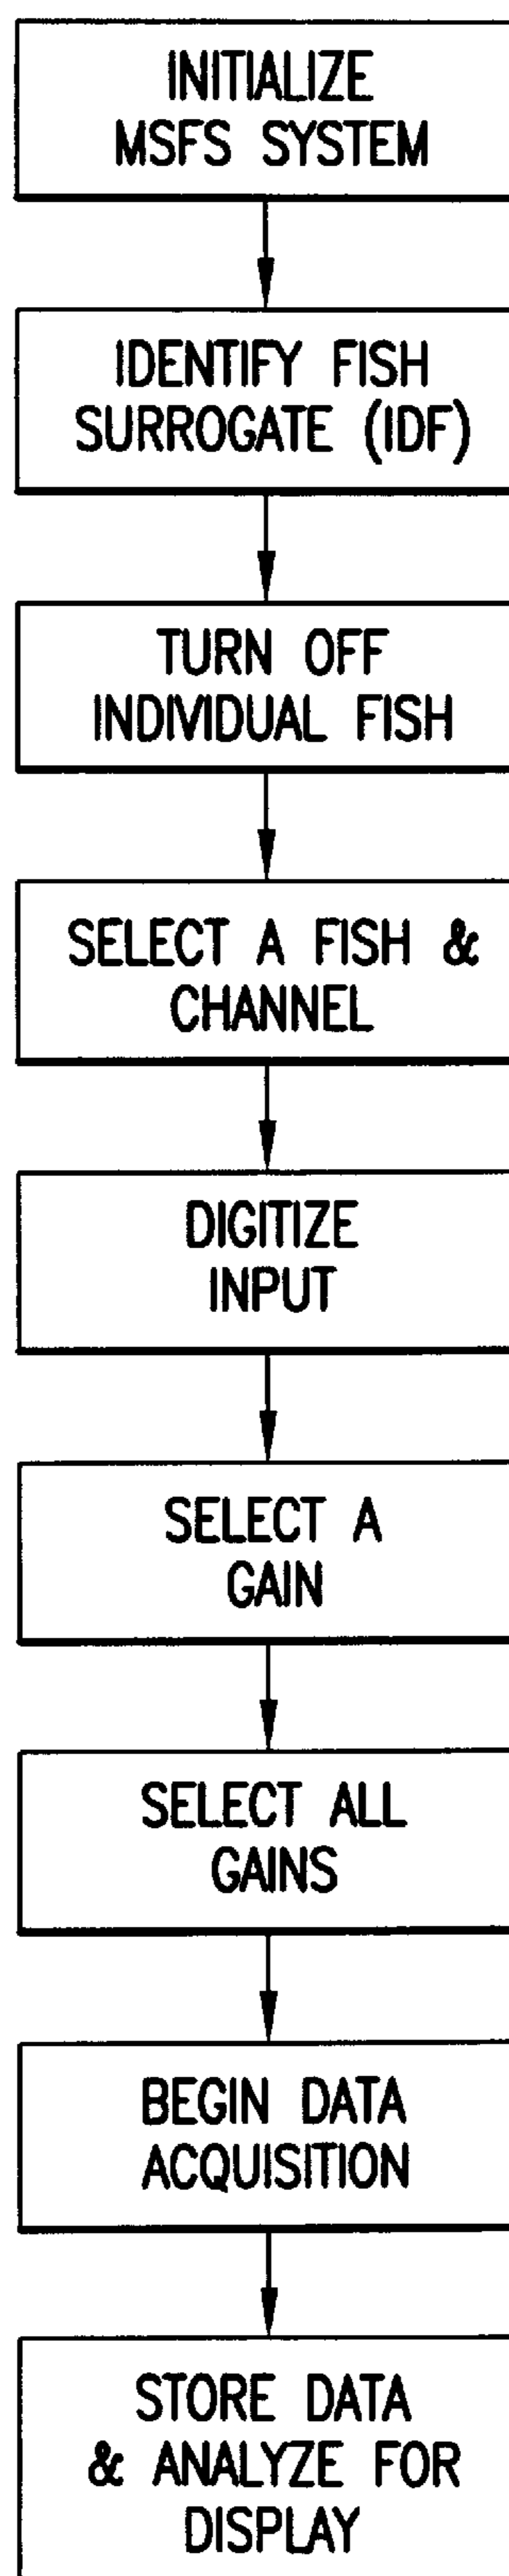 INITIALIZE
MSFS SYSTEM
IDENTIFY FISH
SURROGATE (IDF)
TURN OFF
INDIVIDUAL FISH
SELECT A FISH &
CHANNEL
DIGITIZE
INPUT
SELECT A
GAIN
SELECT ALL
GAINS
BEGIN DATA
ACQUISITION
STORE DATA
& ANALYZE FOR
DISPLAY